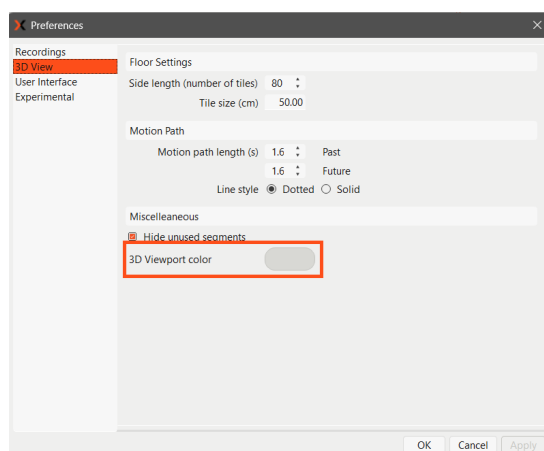 Preferences
Recordings
3D View
User Interface
Experimental
Floor Settings
Side length (number of tiles) 80
Tile size (cm) 50.00
Motion Path
Motion path length (s) 1.6 Past
1.6 Future
Line style Dotted Solid
Miscelleaneous
Hide unused segments
3D Viewport color
OK Cancel Apply